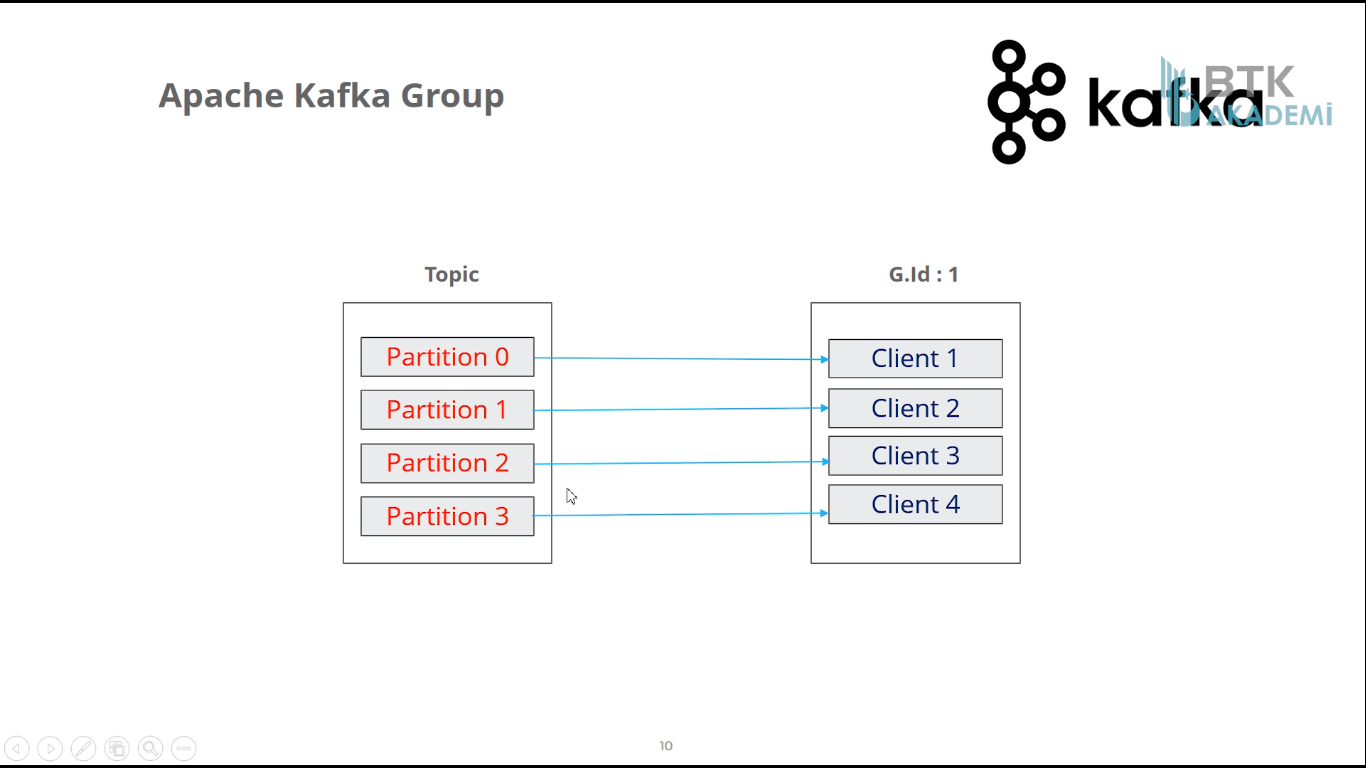 Apache Kafka Group
kafka
BTK
AKADEMİ
Topic
G.Id : 1
Partition 0
Client 1
Partition 1
Client 2
Partition 2
Client 3
Partition 3
Client 4
10